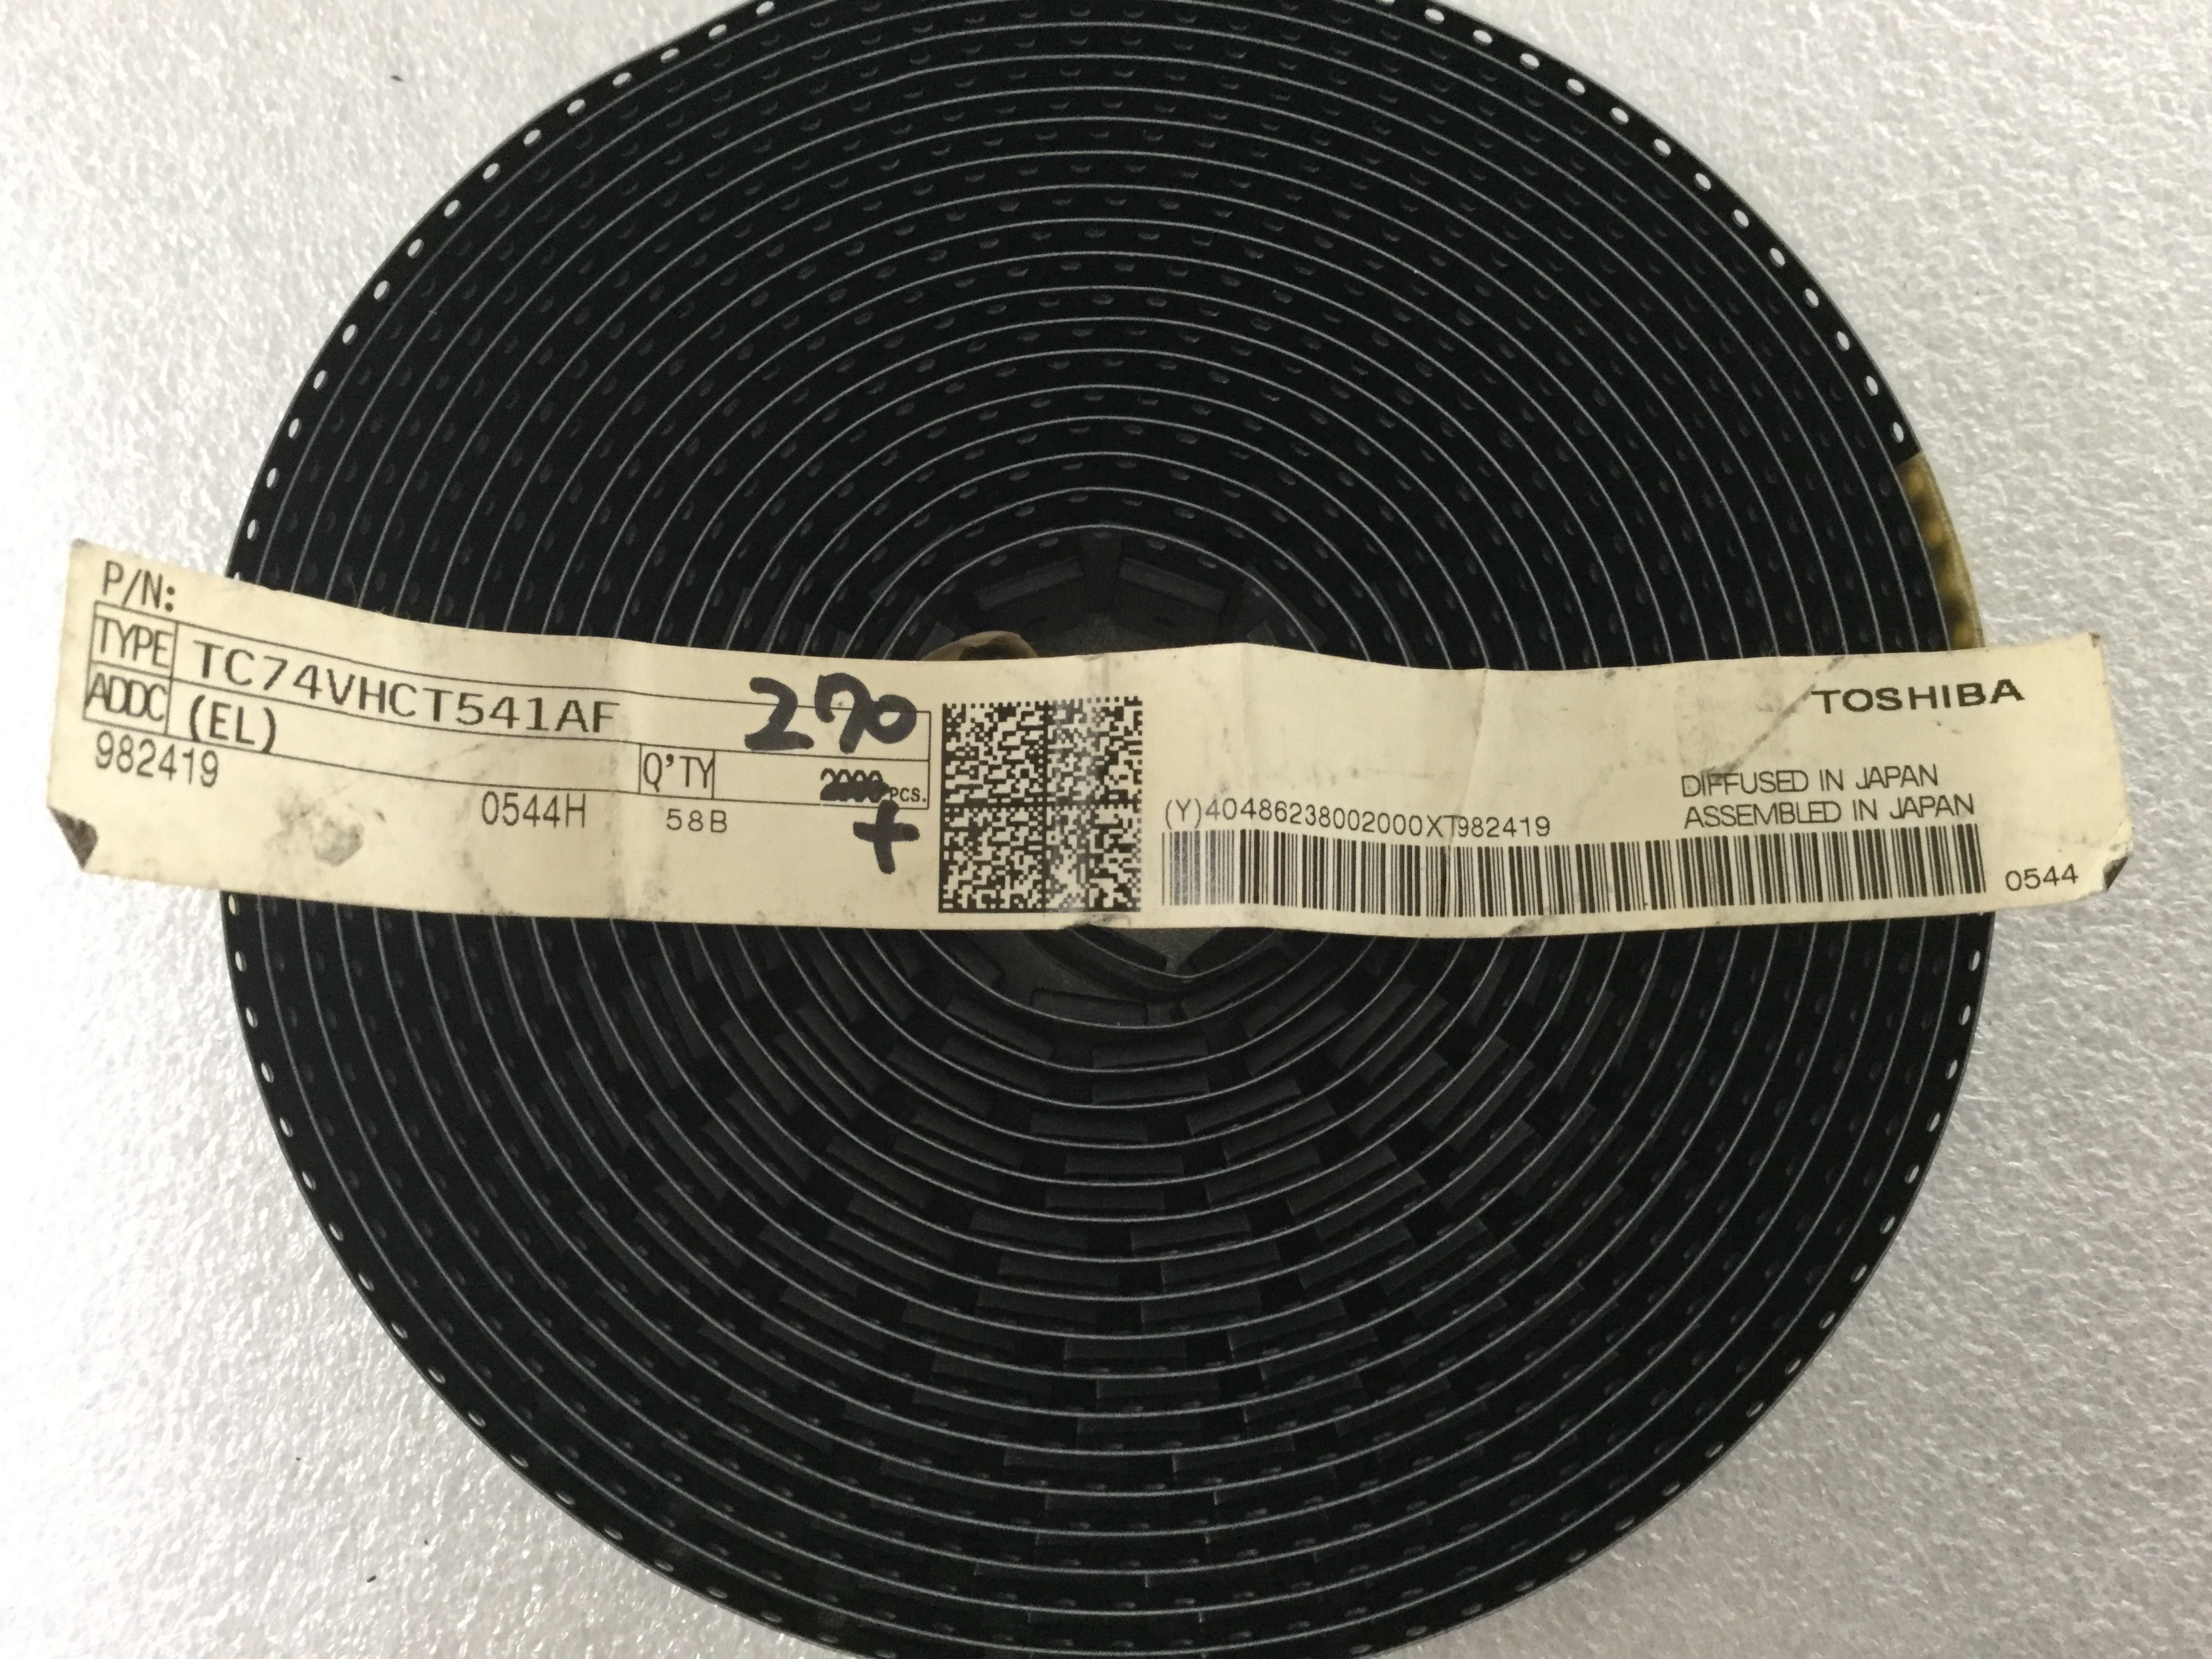 P/N:
TYPE TC74VHCT541AF
270
ADDC (EL)
Q'TY 2000 PCS.
982419
0544H 58B
+
TOSHIBA
DIFFUSED IN JAPAN
ASSEMBLED IN JAPAN
(Y)40486238002000XT982419
0544